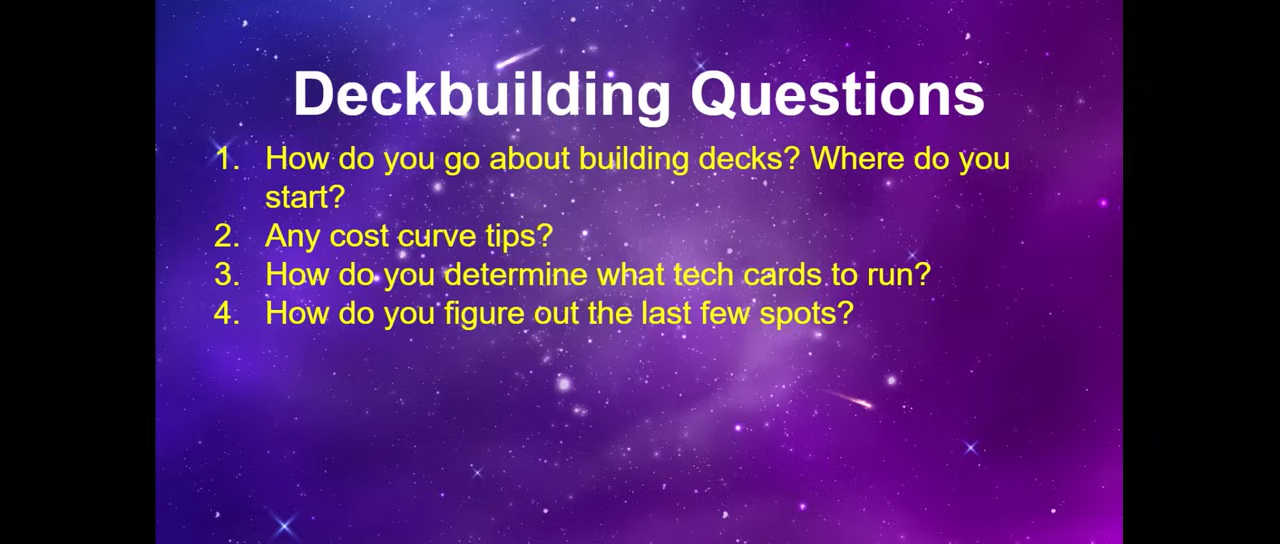 Deckbuilding Questions
1. How do you go about building decks? Where do you
start?
2. Any cost curve tips?
3. How do you determine what tech cards to run?
4. How do you figure out the last few spots?